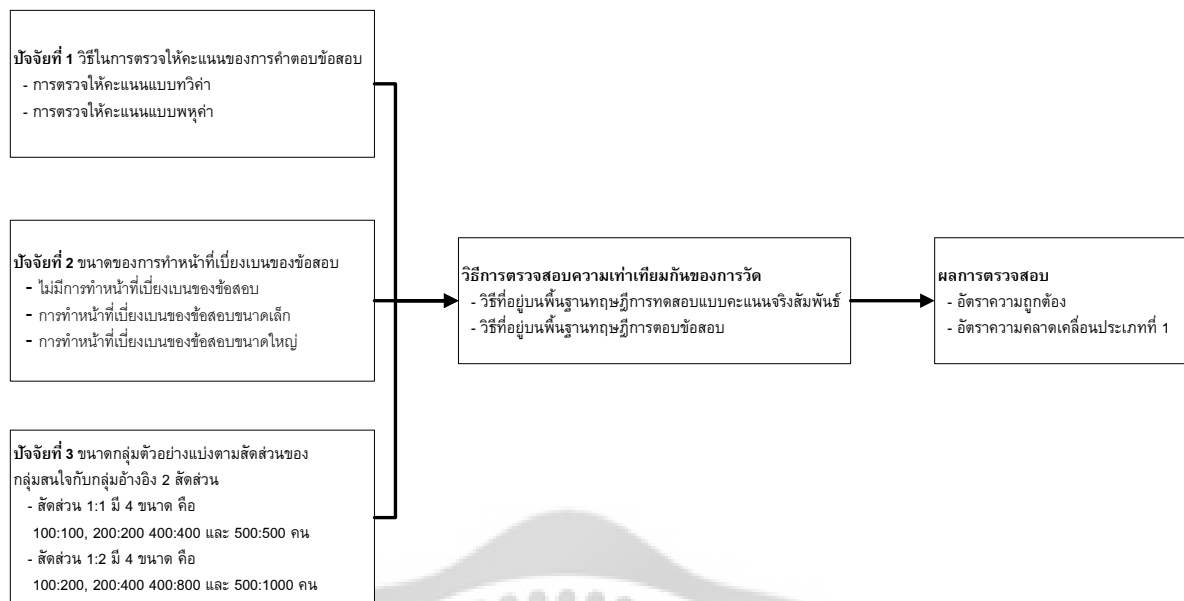 ปัจจัยที่ 1 วิธีในการตรวจให้คะแนนของการคำตอบข้อสอบ
- การตรวจให้คะแนนแบบทวิค่า
- การตรวจให้คะแนนแบบพหุค่า
ปัจจัยที่ 2 ขนาดของการทำหน้าที่เบี่ยงเบนของข้อสอบ
- ไม่มีการทำหน้าที่เบี่ยงเบนของข้อสอบ
- การทำหน้าที่เบี่ยงเบนของข้อสอบขนาดเล็ก
- การทำหน้าที่เบี่ยงเบนของข้อสอบขนาดใหญ่
ปัจจัยที่ 3 ขนาดกลุ่มตัวอย่างแบ่งตามสัดส่วนของ
กลุ่มสนใจกับกลุ่มอ้างอิง 2 สัดส่วน
- สัดส่วน 1:1 มี 4 ขนาด คือ
100:100, 200:200 400:400 และ 500:500 คน
- สัดส่วน 1:2 มี 4 ขนาด คือ
100:200, 200:400 400:800 และ 500:1000 คน
วิธีการตรวจสอบความเท่าเทียมกันของการวัด
- วิธีที่อยู่บนพื้นฐานทฤษฎีการทดสอบแบบคะแนนจริงสัมพันธ์
- วิธีที่อยู่บนพื้นฐานทฤษฎีการตอบข้อสอบ
ผลการตรวจสอบ
- อัตราความถูกต้อง
- อัตราความคลาดเคลื่อนประเภทที่ 1